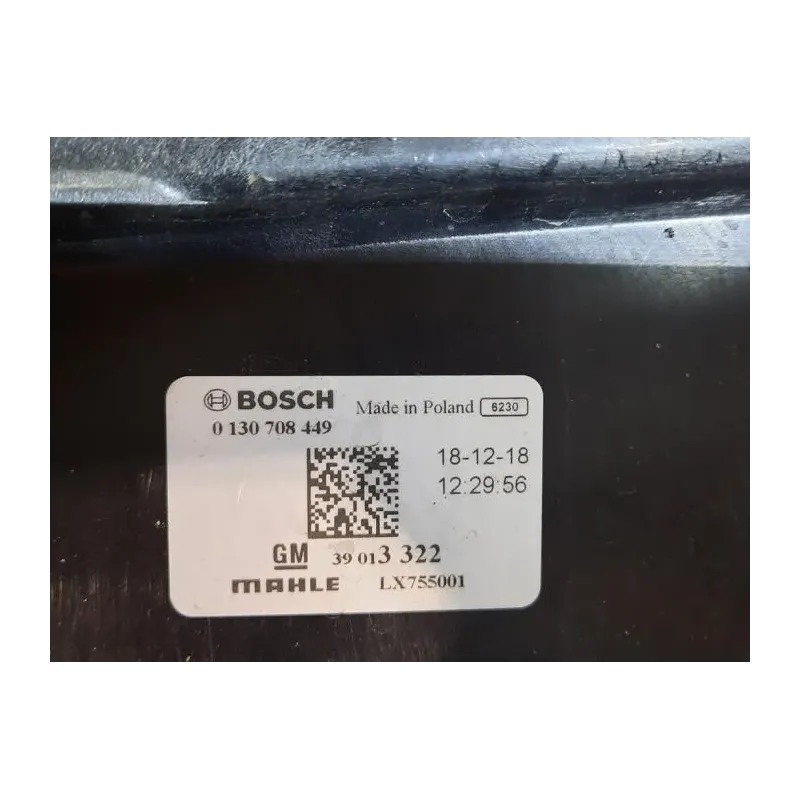 BOSCH Made in Poland 6230
0 130 708 449
18-12-18
12:29:56
GM 39 013 322
MAHLE LX755001